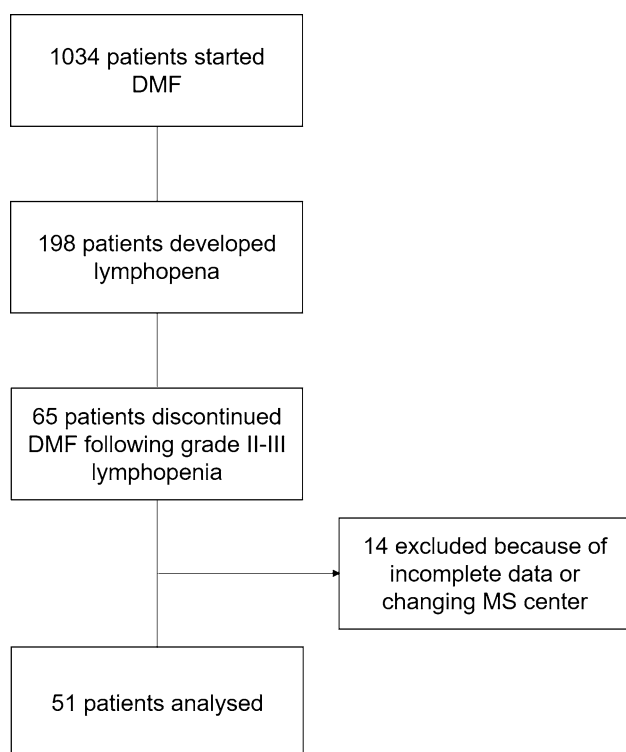 1034 patients started
DMF
198 patients developed
lymphopena
65 patients discontinued
DMF following grade II-III
lymphopenia
14 excluded because of
incomplete data or
changing MS center
51 patients analysed